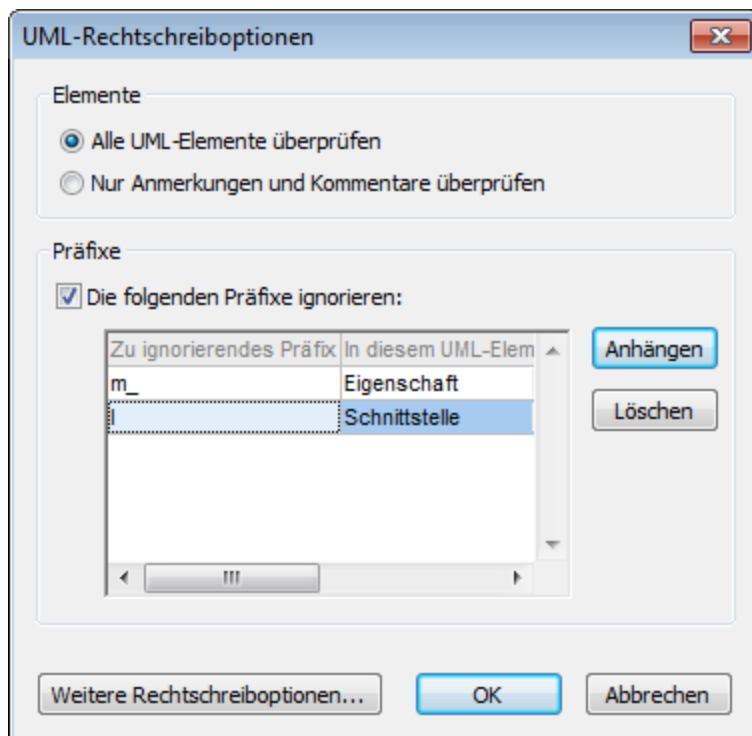 UML-Rechtschreiboptionen
Elemente
Alle UML-Elemente überprüfen
Nur Anmerkungen und Kommentare überprüfen
Präfixe
Die folgenden Präfixe ignorieren:
Zu ignorierendes Präfix In diesem UML-Elem
Anhängen
m_ Eigenschaft
I Schnittstelle
Löschen
Weitere Rechtschreiboptionen... OK Abbrechen